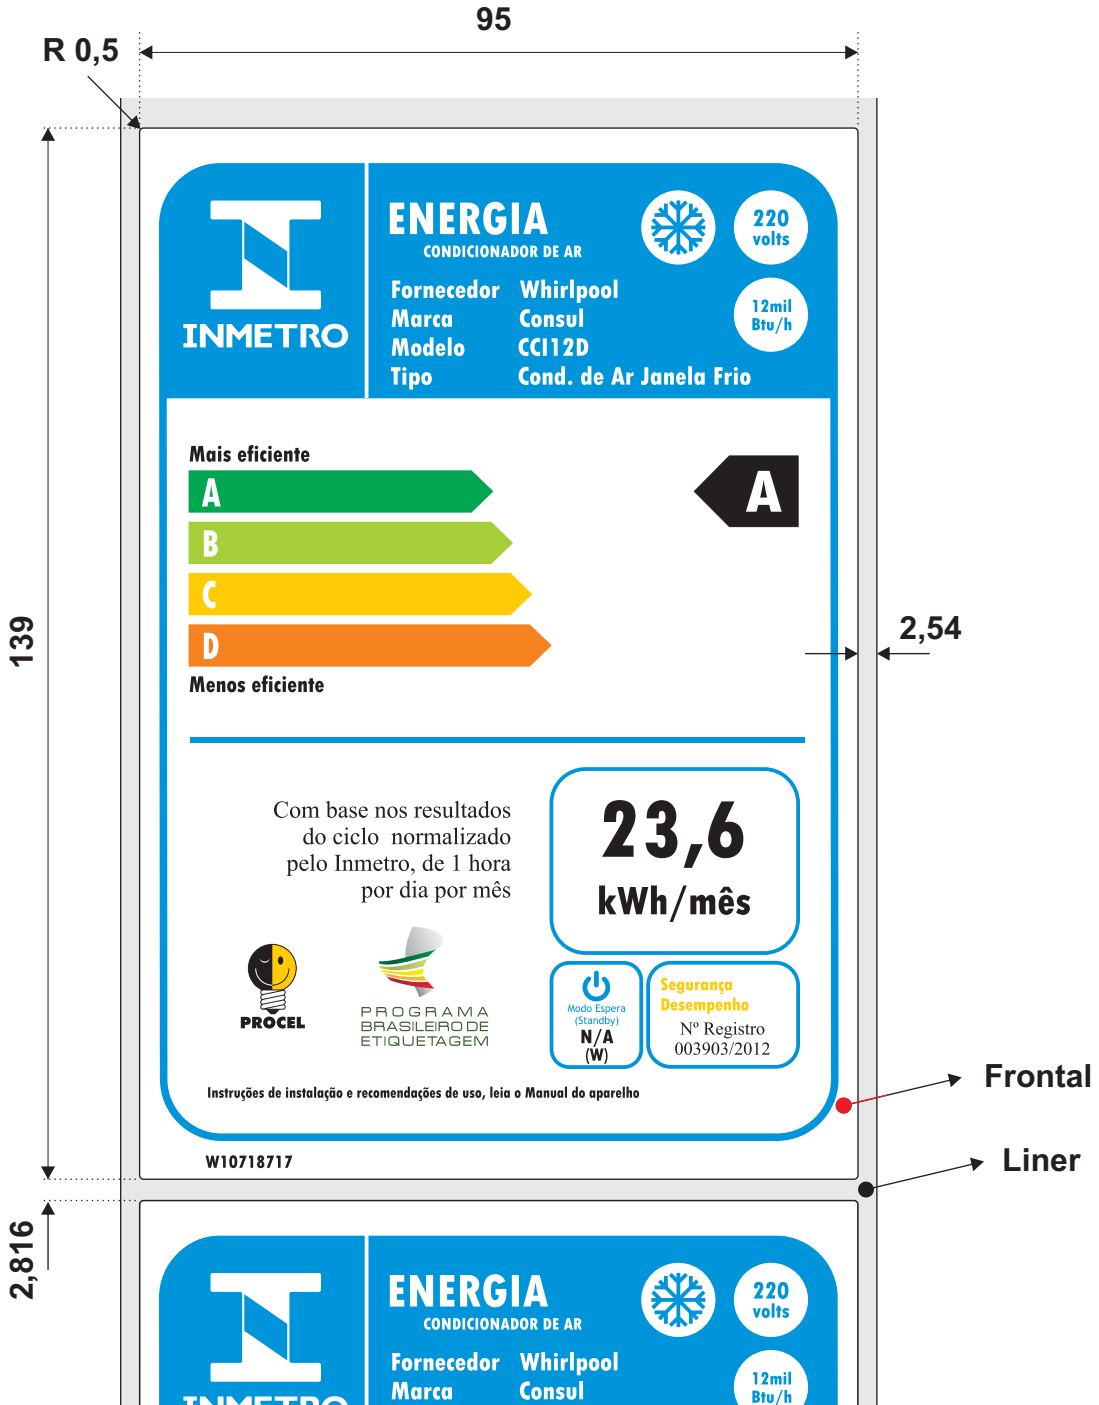 95
R 0,5
INMETRO
ENERGIA
CONDICIONADOR DE AR
220
volts
12mil
Btu/h
Fornecedor Whirlpool
Marca Consul
Modelo CCI12D
Tipo Cond. de Ar Janela Frio
Mais eficiente
A
A
B
C
D
Menos eficiente
139
2,54
Com base nos resultados
do ciclo normalizado
pelo Inmetro, de 1 hora
por dia por mês
23,6
kWh/mês
PROCEL
PROGRAMA
BRASILEIRO DE
ETIQUETAGEM
Modo Espera
(Standby)
N/A
(W)
Segurança
Desempenho
Nº Registro
003903/2012
Instruções de instalação e recomendações de uso, leia o Manual do aparelho
W10718717
Frontal
Liner
2,816
INMETRO
ENERGIA
CONDICIONADOR DE AR
220
volts
12mil
Btu/h
Fornecedor Whirlpool
Marca Consul